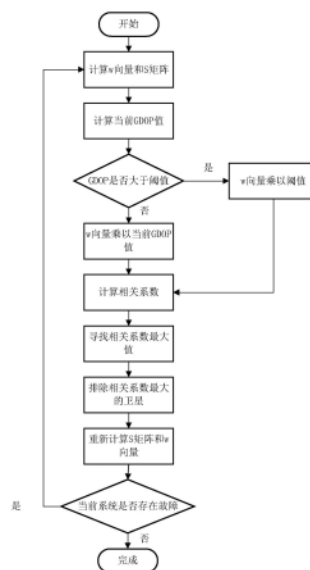 开始
计算w向量和S矩阵
计算当前GDOP值
GDOP是否大于阈值
是
w向量乘以阈值
否
w向量乘以当前GDOP
值
计算相关系数
寻找相关系数最大
值
排除相关系数最大
的卫星
重新计算S矩阵和w
向量
是
当前系统是否存在故障
否
完成